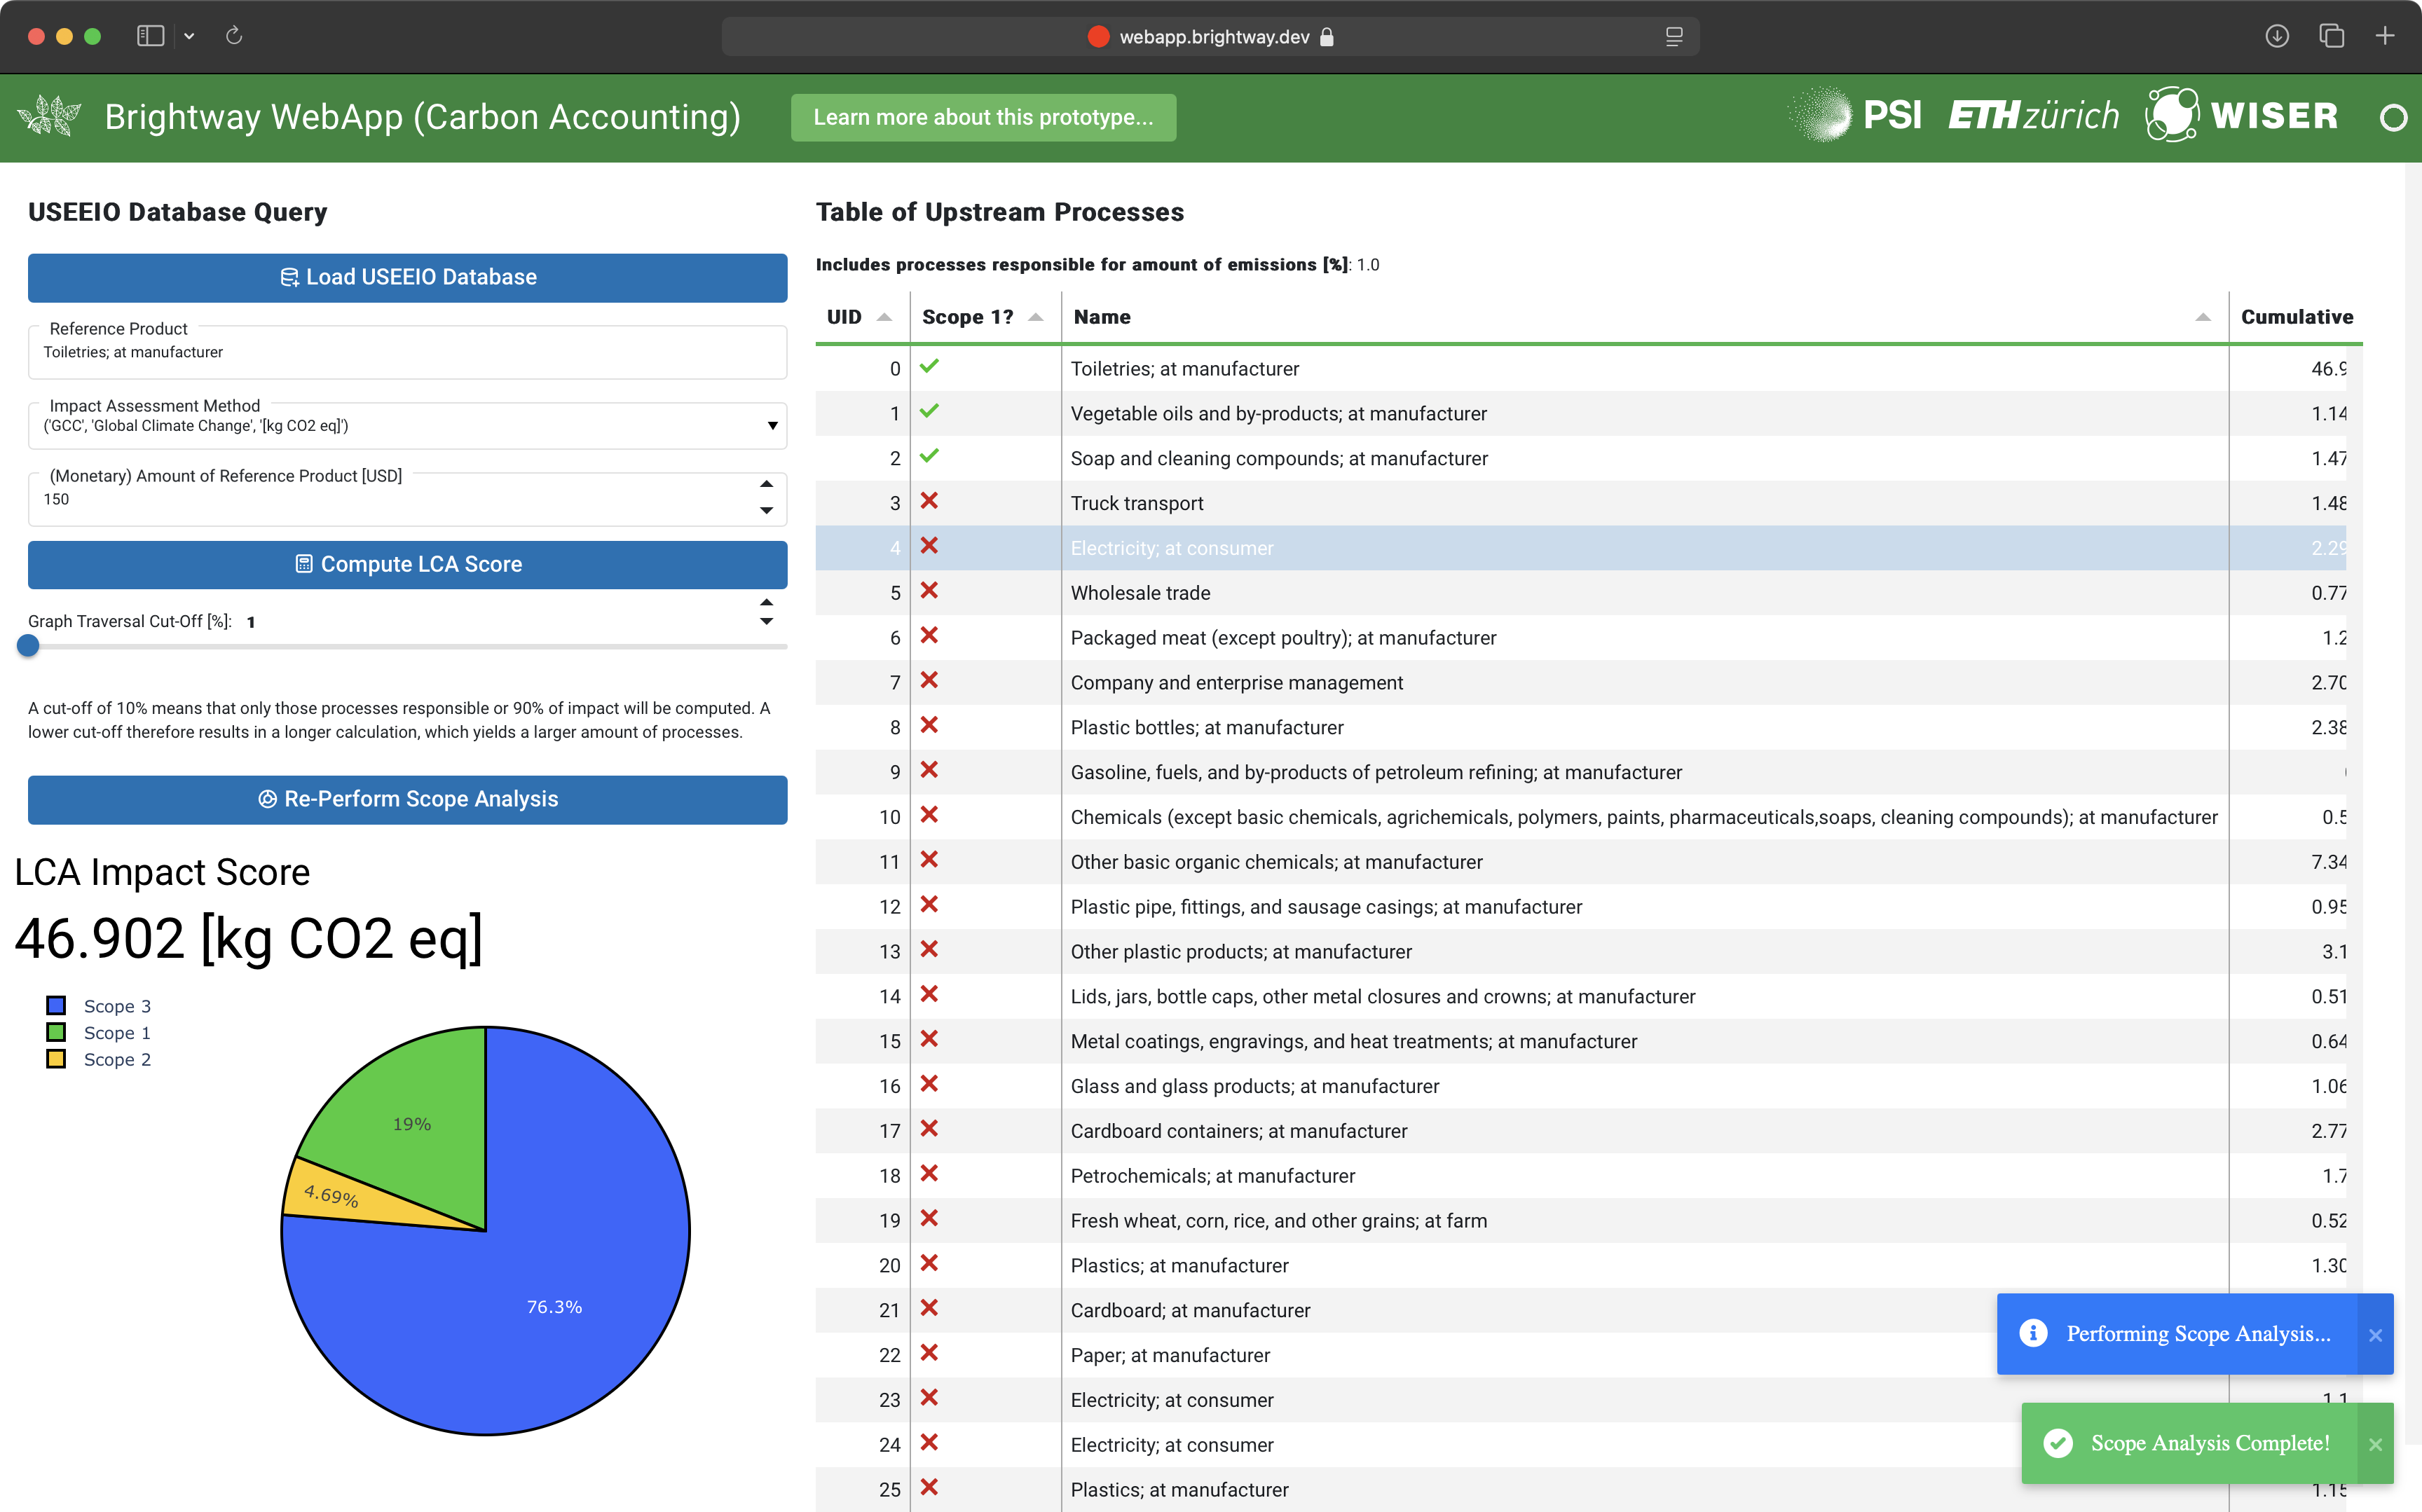 webapp.brightway.dev
Brightway WebApp (Carbon Accounting)
Learn more about this prototype...
PSI
ETH zürich
WISER
USEEIO Database Query
Load USEEIO Database
Reference Product
Toiletries; at manufacturer
Impact Assessment Method
('GCC', 'Global Climate Change', '[kg CO2 eq]')
(Monetary) Amount of Reference Product [USD]
150
Compute LCA Score
Graph Traversal Cut-Off [%]: 1
A cut-off of 10% means that only those processes responsible or 90% of impact will be computed. A
lower cut-off therefore results in a longer calculation, which yields a larger amount of processes.
Re-Perform Scope Analysis
LCA Impact Score
46.902 [kg CO2 eq]
Scope 3
Scope 1
Scope 2
19%
4.69%
76.3%
Table of Upstream Processes
Includes processes responsible for amount of emissions [%]: 1.0
UID Scope 1? Name Cumulative
0 Toiletries; at manufacturer 46.9
1 Vegetable oils and by-products; at manufacturer 1.14
2 Soap and cleaning compounds; at manufacturer 1.47
3 Truck transport 1.48
4 Electricity; at consumer 2.29
5 Wholesale trade 0.77
6 Packaged meat (except poultry); at manufacturer 1.2
7 Company and enterprise management 2.70
8 Plastic bottles; at manufacturer 2.38
9 Gasoline, fuels, and by-products of petroleum refining; at manufacturer
10 Chemicals (except basic chemicals, agrichemicals, polymers, paints, pharmaceuticals,soaps, cleaning compounds); at manufacturer 0.5
11 Other basic organic chemicals; at manufacturer 7.34
12 Plastic pipe, fittings, and sausage casings; at manufacturer 0.95
13 Other plastic products; at manufacturer 3.1
14 Lids, jars, bottle caps, other metal closures and crowns; at manufacturer 0.51
15 Metal coatings, engravings, and heat treatments; at manufacturer 0.64
16 Glass and glass products; at manufacturer 1.06
17 Cardboard containers; at manufacturer 2.77
18 Petrochemicals; at manufacturer 1.7
19 Fresh wheat, corn, rice, and other grains; at farm 0.52
20 Plastics; at manufacturer 1.30
21 Cardboard; at manufacturer
22 Paper; at manufacturer
23 Electricity; at consumer 1.1
24 Electricity; at consumer
25 Plastics; at manufacturer 1.15
Performing Scope Analysis...
Scope Analysis Complete!